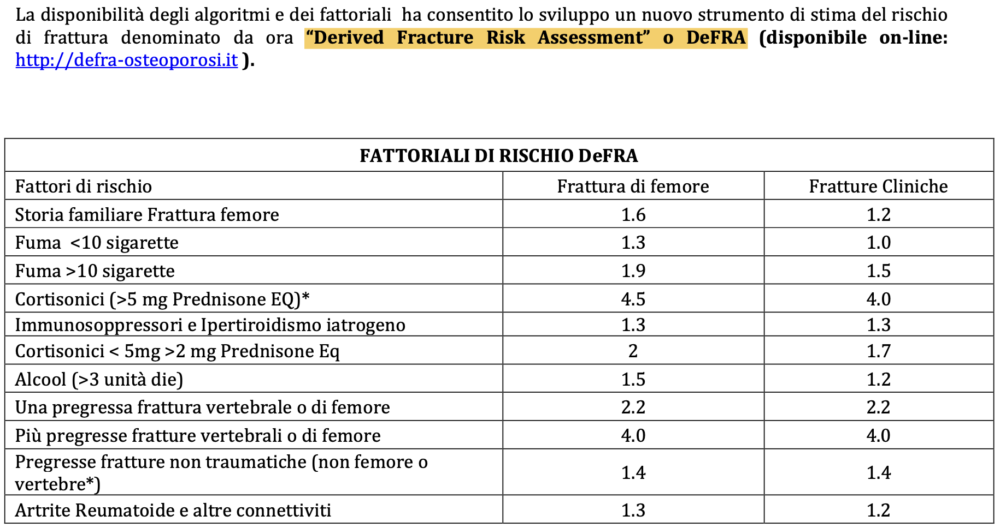 La disponibilità degli algoritmi e dei fattoriali ha consentito lo sviluppo un nuovo strumento di stima del rischio
di frattura denominato da ora “Derived Fracture Risk Assessment” o DeFRA (disponibile on-line:
http://defra-osteoporosi.it ).
FATTORIALI DI RISCHIO DeFRA
Fattori di rischio Frattura di femore Fratture Cliniche
Storia familiare Frattura femore 1.6 1.2
Fuma <10 sigarette 1.3 1.0
Fuma >10 sigarette 1.9 1.5
Cortisonici (>5 mg Prednisone EQ)* 4.5 4.0
Immunosoppressori e Ipertiroidismo iatrogeno 1.3 1.3
Cortisonici < 5mg >2 mg Prednisone Eq 2 1.7
Alcool (>3 unità die) 1.5 1.2
Una pregressa frattura vertebrale o di femore 2.2 2.2
Più pregresse fratture vertebrali o di femore 4.0 4.0
Pregresse fratture non traumatiche (non femore o
vertebre*) 1.4 1.4
Artrite Reumatoide e altre connettiviti 1.3 1.2